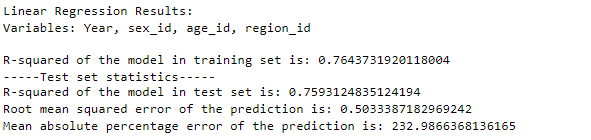 Linear Regression Results:
Variables: Year, sex_id, age_id, region_id
R-squared of the model in training set is: 0.7643731920118004
-----Test set statistics-----
R-squared of the model in test set is: 0.7593124835124194
Root mean squared error of the prediction is: 0.5033387182969242
Mean absolute percentage error of the prediction is: 232.9866368136165